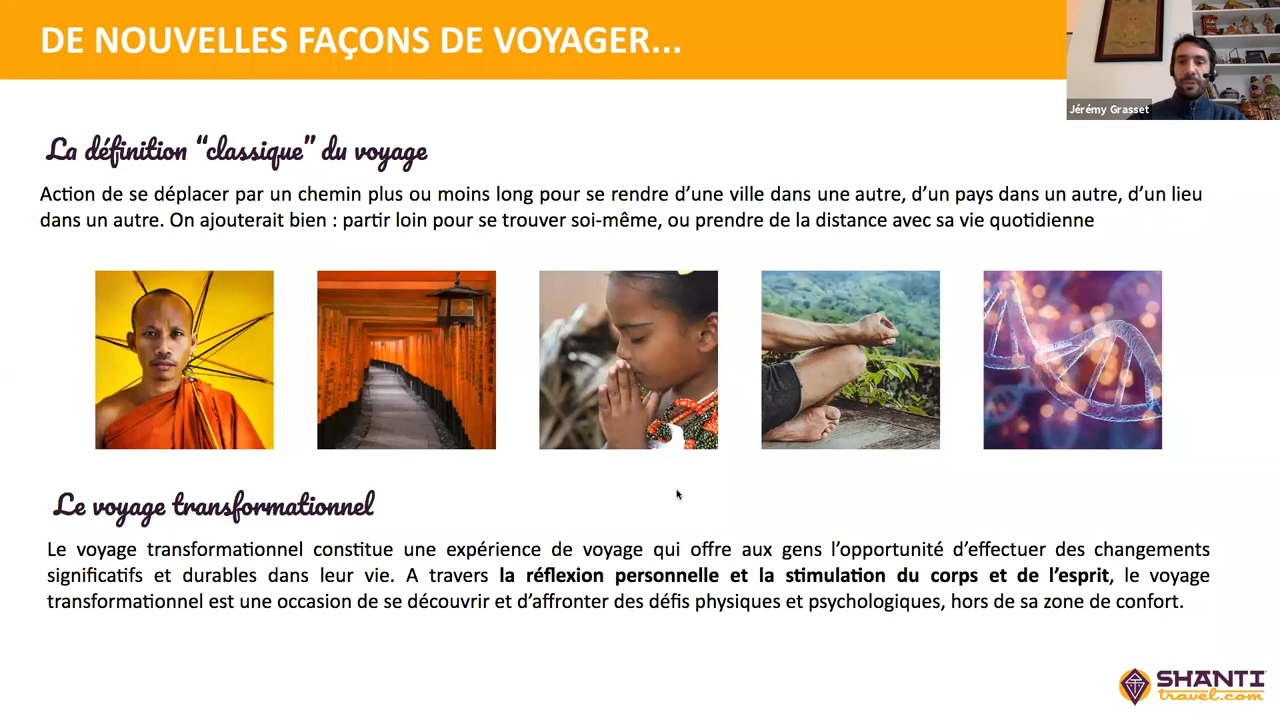 DE NOUVELLES FAÇONS DE VOYAGER...
Jérémy Grasset
La définition “classique” du voyage
Action de se déplacer par un chemin plus ou moins long pour se rendre d’une ville dans une autre, d’un pays dans un autre, d’un lieu
dans un autre. On ajouterait bien : partir loin pour se trouver soi-même, ou prendre de la distance avec sa vie quotidienne
Le voyage transformationnel
Le voyage transformationnel constitue une expérience de voyage qui offre aux gens l’opportunité d’effectuer des changements
significatifs et durables dans leur vie. A travers la réflexion personnelle et la stimulation du corps et de l’esprit, le voyage
transformationnel est une occasion de se découvrir et d’affronter des défis physiques et psychologiques, hors de sa zone de confort.
SHANTI
travel.com